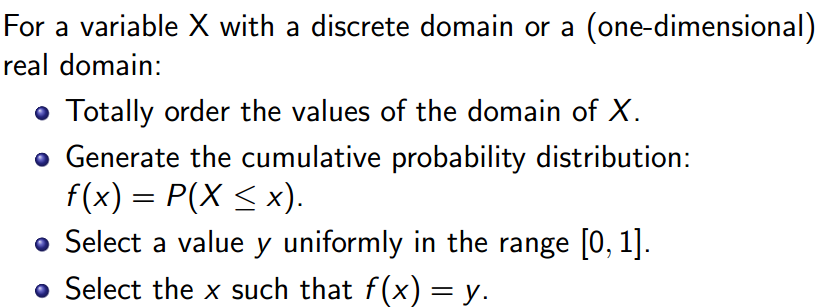 For a variable X with a discrete domain or a (one-dimensional)
real domain:
Totally order the values of the domain of X.
Generate the cumulative probability distribution:
f(x) = P(X ≤ x).
Select a value y uniformly in the range [0, 1].
Select the x such that f(x) = y.